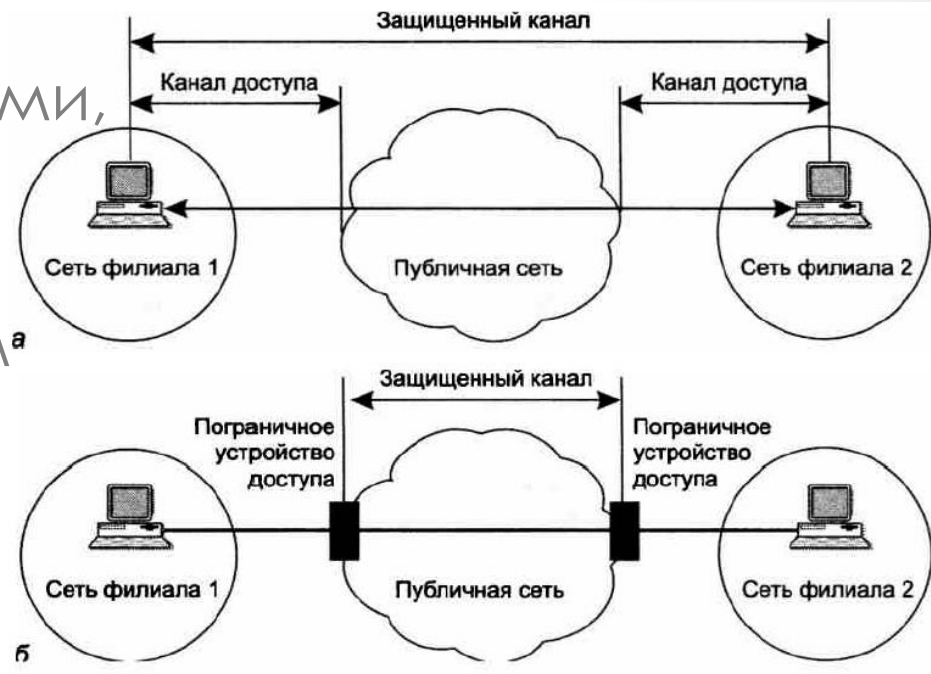 Защищенный канал
Канал доступа
Канал доступа
ми,
Сеть филиала 1
Публичная сеть
Сеть филиала 2
а
Защищенный канал
Пограничное
устройство
доступа
Пограничное
устройство
доступа
Сеть филиала 1
Публичная сеть
Сеть филиала 2
б